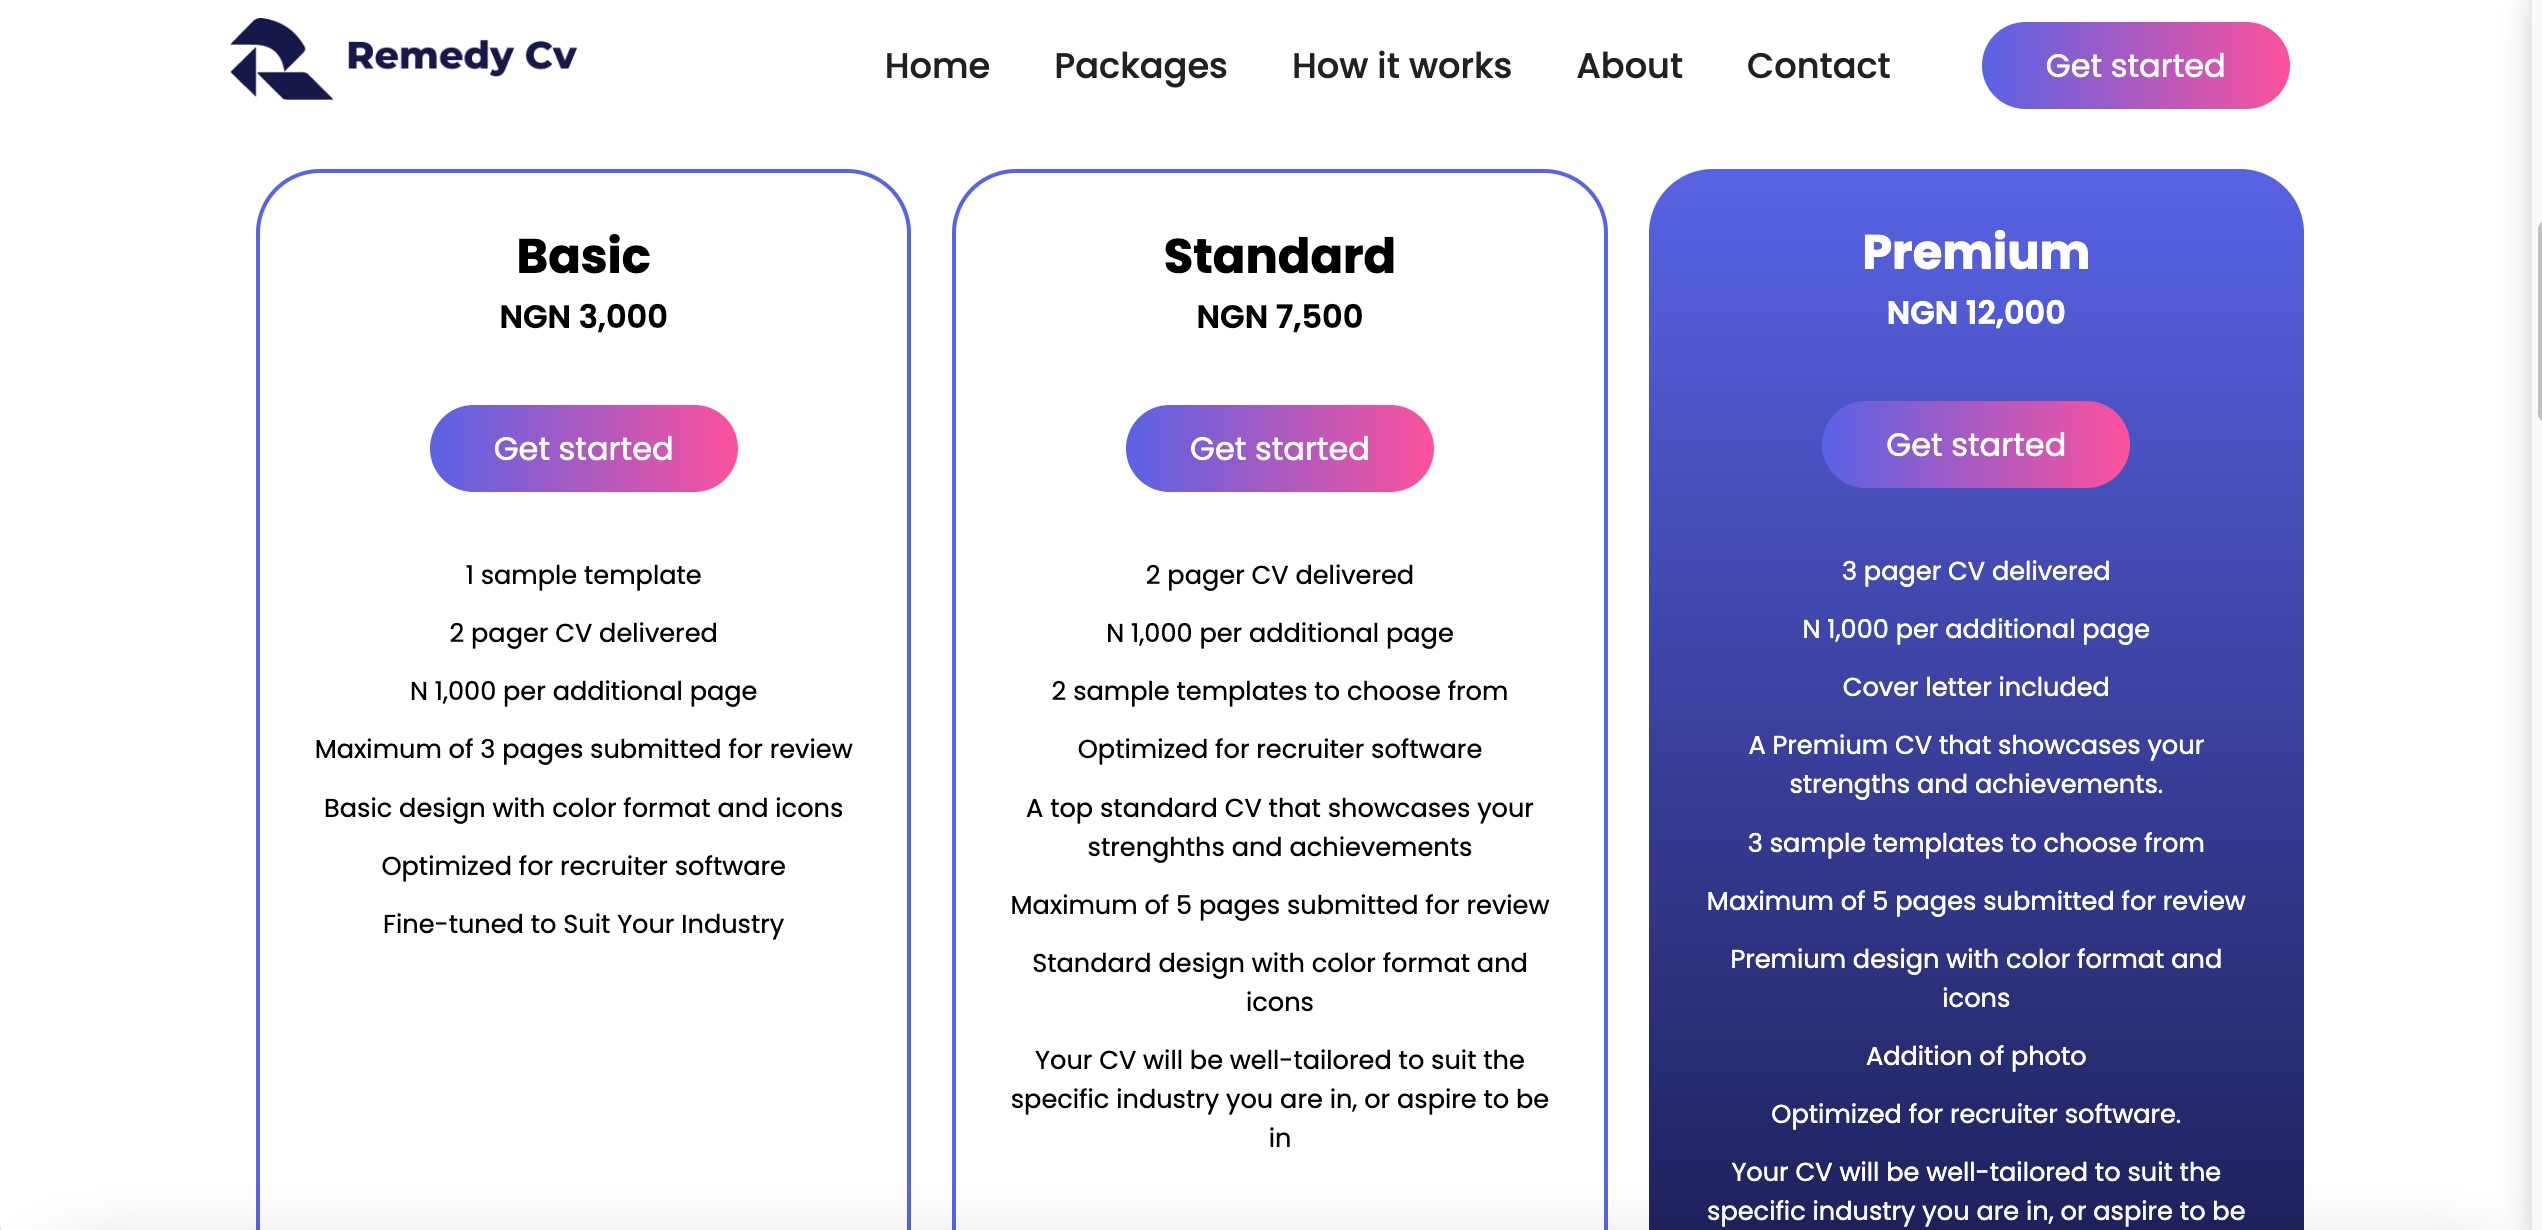 Remedy Cv
Home
Packages
How it works
About
Contact
Get started
Basic
NGN 3,000
Get started
1 sample template
2 pager CV delivered
N 1,000 per additional page
Maximum of 3 pages submitted for review
Basic design with color format and icons
Optimized for recruiter software
Fine-tuned to Suit Your Industry
Standard
NGN 7,500
Get started
2 pager CV delivered
N 1,000 per additional page
2 sample templates to choose from
Optimized for recruiter software
A top standard CV that showcases your
strenghths and achievements
Maximum of 5 pages submitted for review
Standard design with color format and
icons
Your CV will be well-tailored to suit the
specific industry you are in, or aspire to be
in
Premium
NGN 12,000
Get started
3 pager CV delivered
N 1,000 per additional page
Cover letter included
A Premium CV that showcases your
strengths and achievements.
3 sample templates to choose from
Maximum of 5 pages submitted for review
Premium design with color format and
icons
Addition of photo
Optimized for recruiter software.
Your CV will be well-tailored to suit the
specific industry you are in, or aspire to be